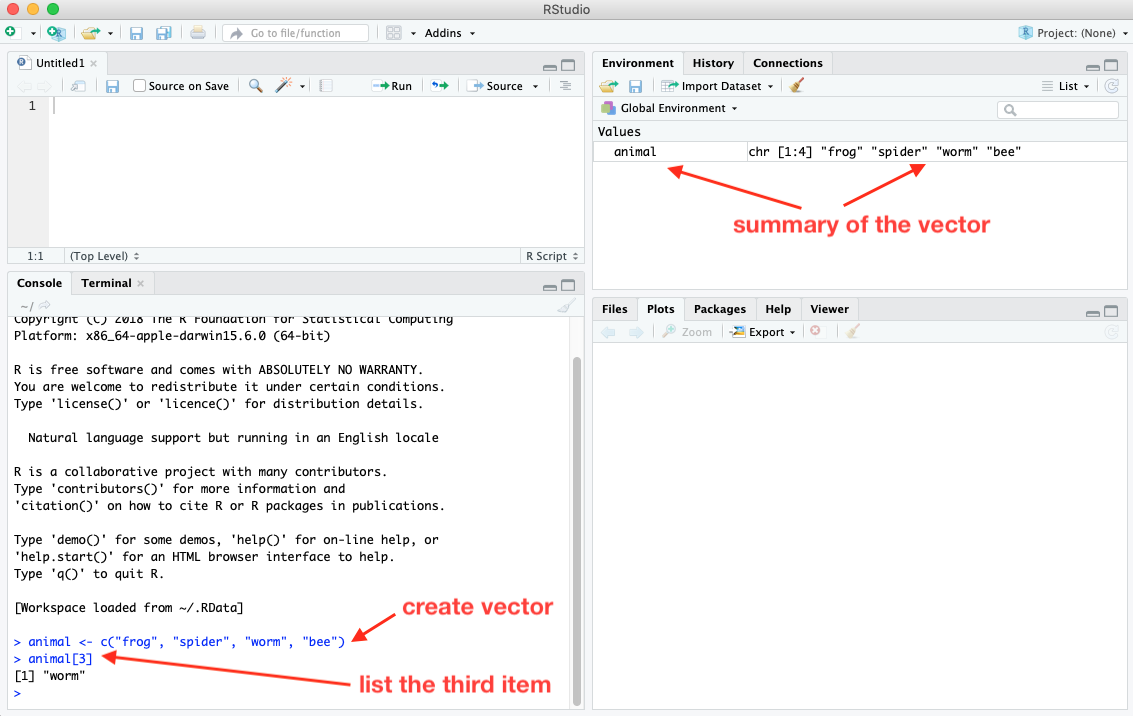 RStudio
Go to file/function
Addins
Project: (None)
Untitled1
Source on Save
Run
Source
1
1:1
(Top Level)
R Script
Console
Terminal
~/
Copyright (C) 2018 The R Foundation for Statistical Computing
Platform: x86_64-apple-darwin15.6.0 (64-bit)
R is free software and comes with ABSOLUTELY NO WARRANTY.
You are welcome to redistribute it under certain conditions.
Type 'license()' or 'licence()' for distribution details.
Natural language support but running in an English locale
R is a collaborative project with many contributors.
Type 'contributors()' for more information and
'citation()' on how to cite R or R packages in publications.
Type 'demo()' for some demos, 'help()' for on-line help, or
'help.start()' for an HTML browser interface to help.
Type 'q()' to quit R.
[Workspace loaded from ~/.RData]
create vector
> animal <- c("frog", "spider", "worm", "bee")
> animal[3]
[1] "worm"
list the third item
>
Environment
History
Connections
Import Dataset
List
Global Environment
Values
animal chr [1:4] "frog" "spider" "worm" "bee"
summary of the vector
Files
Plots
Packages
Help
Viewer
Zoom
Export